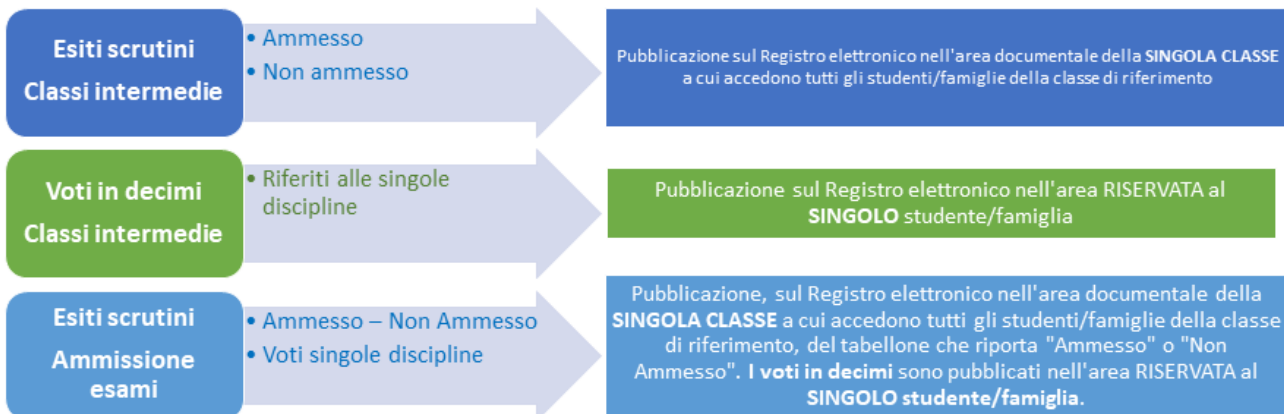 Esiti scrutini
Classi intermedie
• Ammesso
• Non ammesso
Pubblicazione sul Registro elettronico nell'area documentale della SINGOLA CLASSE
a cui accedono tutti gli studenti/famiglie della classe di riferimento
Voti in decimi
Classi intermedie
• Riferiti alle singole
discipline
Pubblicazione sul Registro elettronico nell'area RISERVATA al
SINGOLO studente/famiglia
Esiti scrutini
Ammissione
esami
• Ammesso – Non Ammesso
• Voti singole discipline
Pubblicazione, sul Registro elettronico nell'area documentale della
SINGOLA CLASSE a cui accedono tutti gli studenti/famiglie della classe
di riferimento, del tabellone che riporta "Ammesso" o "Non
Ammesso". I voti in decimi sono pubblicati nell'area RISERVATA al
SINGOLO studente/famiglia.